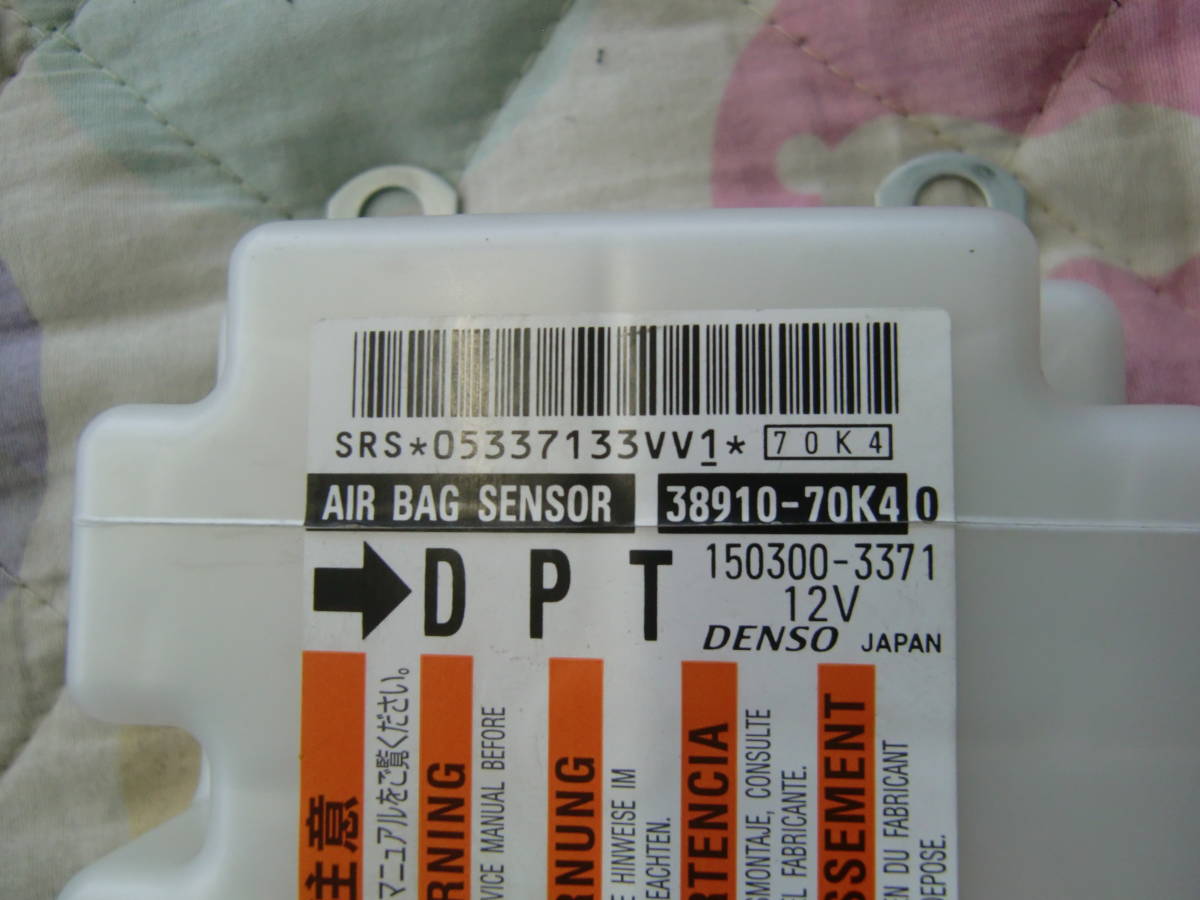 SRS*05337133VV1* 70K4
AIR BAG SENSOR 38910-70K40
DPT 150300-3371
12V
DENSO JAPAN
注意
マニュアルをご覧ください。
RNING
VICE MANUAL BEFORE
RNUNG
E HINWEISE IM
EACHTEN.
RTENCIA
SMONTAJE, CONSULTE
EL FABRICANTE.
SSEMENT
EN DU FABRICANT
DEPOSE.